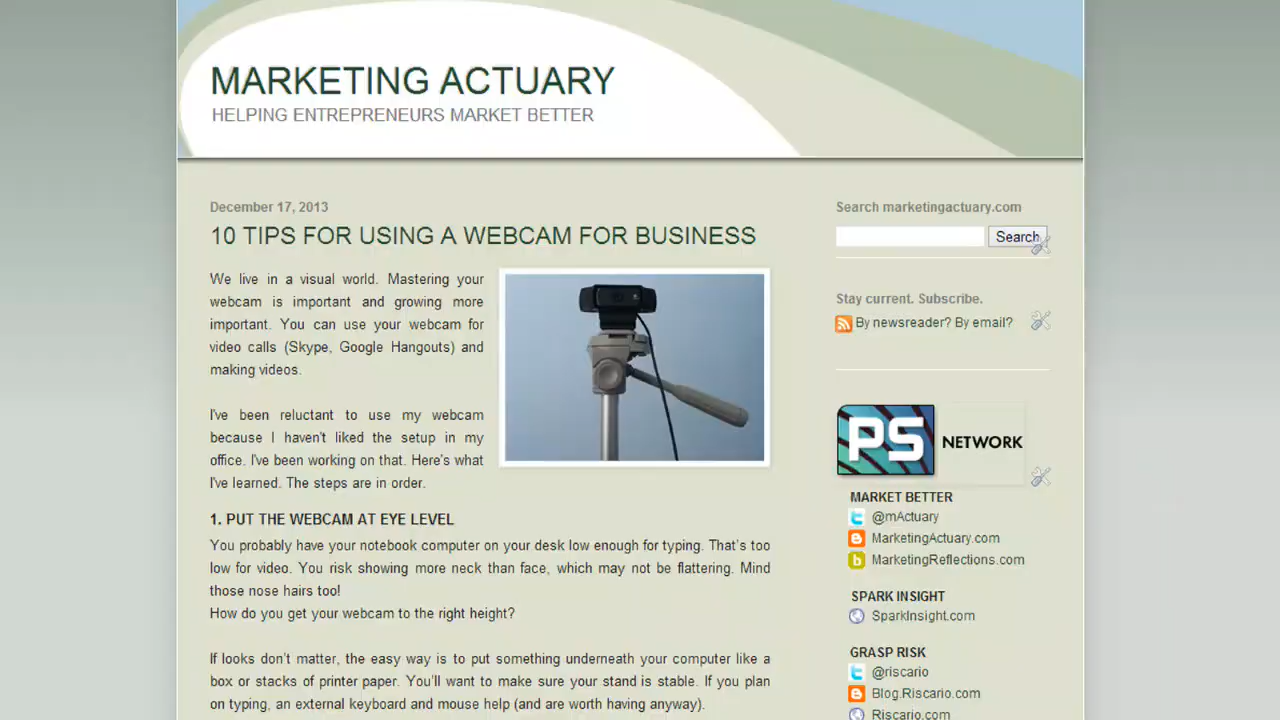 MARKETING ACTUARY
HELPING ENTREPRENEURS MARKET BETTER
December 17, 2013
10 TIPS FOR USING A WEBCAM FOR BUSINESS
We live in a visual world. Mastering your
webcam is important and growing more
important. You can use your webcam for
video calls (Skype, Google Hangouts) and
making videos.
I've been reluctant to use my webcam
because I haven't liked the setup in my
office. I've been working on that. Here's what
I've learned. The steps are in order.
1. PUT THE WEBCAM AT EYE LEVEL
You probably have your notebook computer on your desk low enough for typing. That's too
low for video. You risk showing more neck than face, which may not be flattering. Mind
those nose hairs too!
How do you get your webcam to the right height?
If looks don't matter, the easy way is to put something underneath your computer like a
box or stacks of printer paper. You'll want to make sure your stand is stable. If you plan
on typing, an external keyboard and mouse help (and are worth having anyway).
Search marketingactuary.com
Search
Stay current. Subscribe.
By newsreader? By email?
PS NETWORK
MARKET BETTER
@mActuary
MarketingActuary.com
MarketingReflections.com
SPARK INSIGHT
SparkInsight.com
GRASP RISK
@riscario
Blog.Riscario.com
Riscario.com